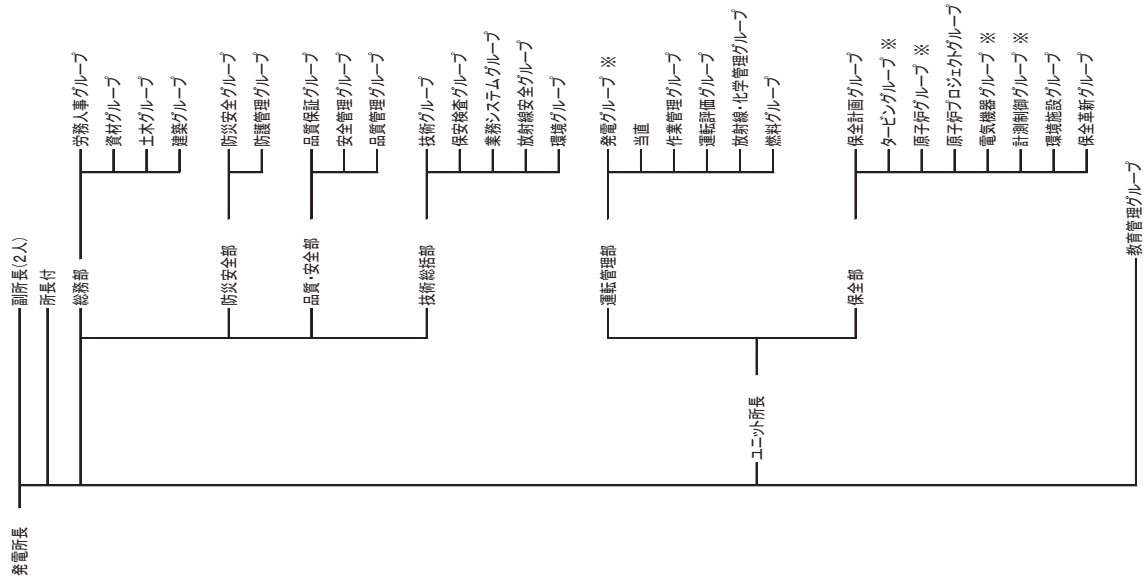 発電所長
副所長(2人)
所長付
総務部
労務人事グループ
資材グループ
土木グループ
建築グループ
防災安全部
防災安全グループ
防護管理グループ
品質・安全部
品質保証グループ
安全管理グループ
品質管理グループ
技術総括部
技術グループ
保安検査グループ
業務システムグループ
放射線安全グループ
環境グループ
ユニット所長
運転管理部
発電グループ ※
当直
作業管理グループ
運転評価グループ
放射線・化学管理グループ
燃料グループ
保全部
保全計画グループ
タービングループ ※
原子炉グループ ※
原子炉プロジェクトグループ
電気機器グループ ※
計測制御グループ ※
環境施設グループ
保全革新グループ
教育管理グループ